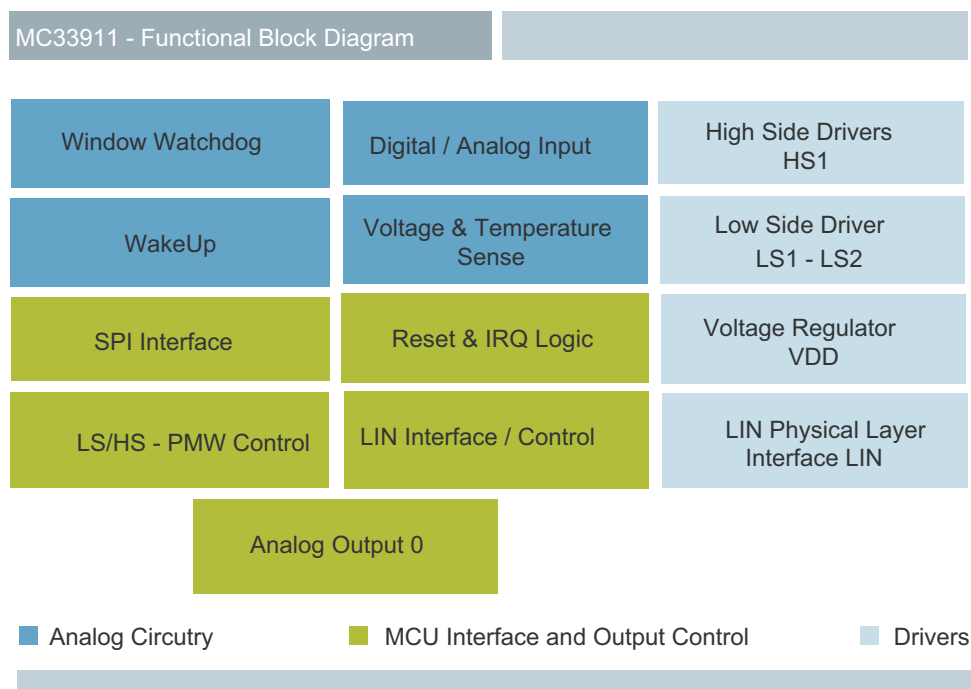 MC33911 - Functional Block Diagram
Window Watchdog
Digital / Analog Input
High Side Drivers
HS1
WakeUp
Voltage & Temperature
Sense
Low Side Driver
LS1 - LS2
SPI Interface
Reset & IRQ Logic
Voltage Regulator
VDD
LS/HS - PMW Control
LIN Interface / Control
LIN Physical Layer
Interface LIN
Analog Output 0
Analog Circutry
MCU Interface and Output Control
Drivers